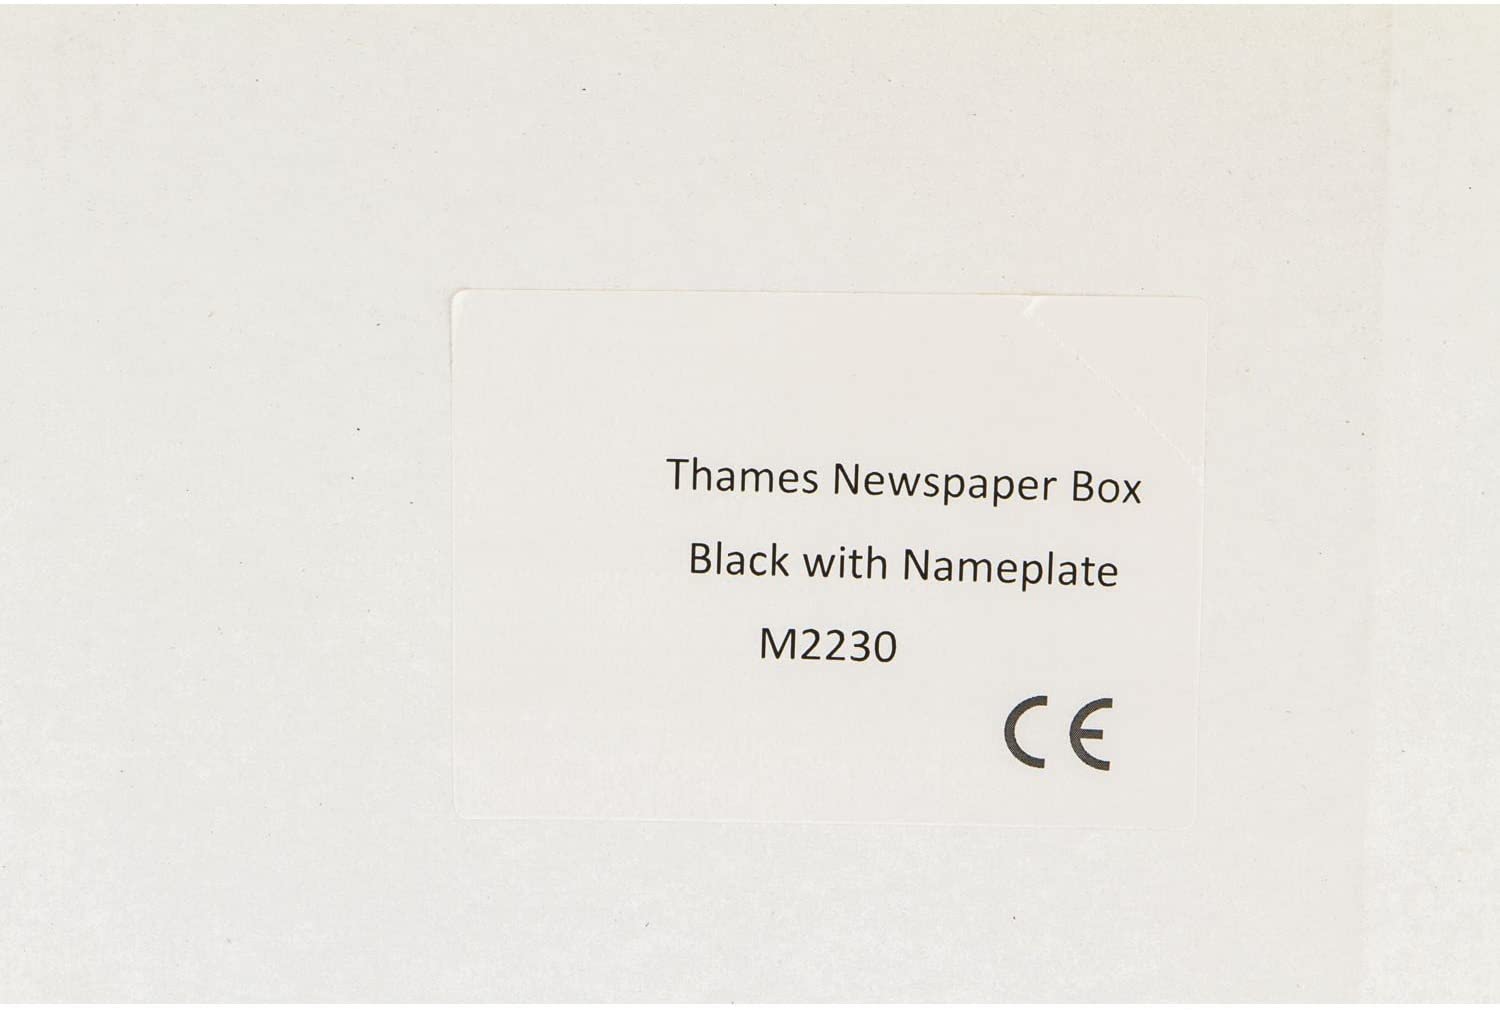 Thames Newspaper Box
Black with Nameplate
M2230
CE